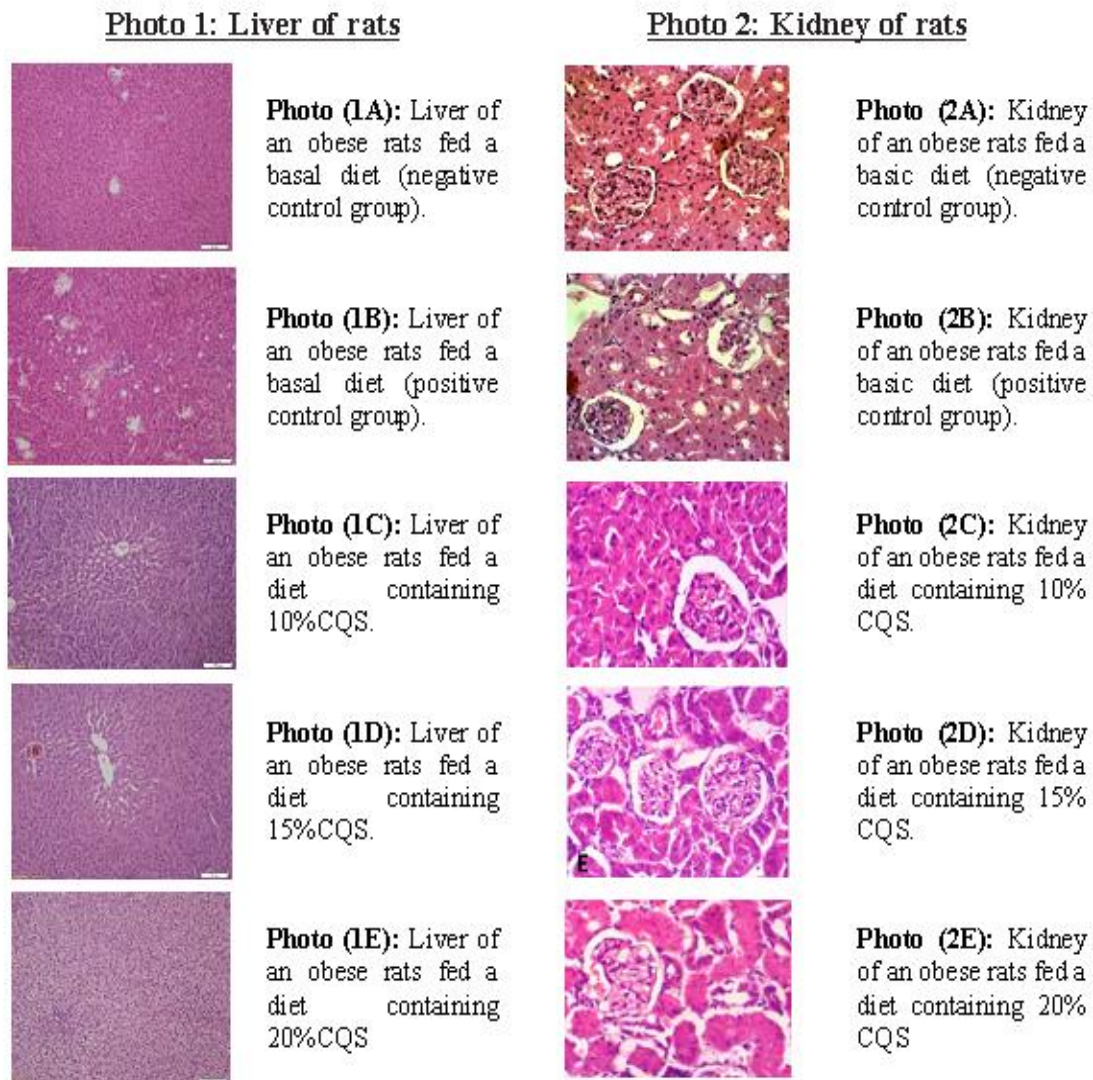 Photo 1: Liver of rats
Photo (1A): Liver of
an obese rats fed a
basal diet (negative
control group).
Photo (1B): Liver of
an obese rats fed a
basal diet (positive
control group).
Photo (1C): Liver of
an obese rats fed a
diet containing
10%CQS.
Photo (1D): Liver of
an obese rats fed a
diet containing
15%CQS.
Photo (1E): Liver of
an obese rats fed a
diet containing
20%CQS
Photo 2: Kidney of rats
Photo (2A): Kidney
of an obese rats fed a
basic diet (negative
control group).
Photo (2B): Kidney
of an obese rats fed a
basic diet (positive
control group).
Photo (2C): Kidney
of an obese rats fed a
diet containing 10%
CQS.
E
Photo (2D): Kidney
of an obese rats fed a
diet containing 15%
CQS.
Photo (2E): Kidney
of an obese rats fed a
diet containing 20%
CQS